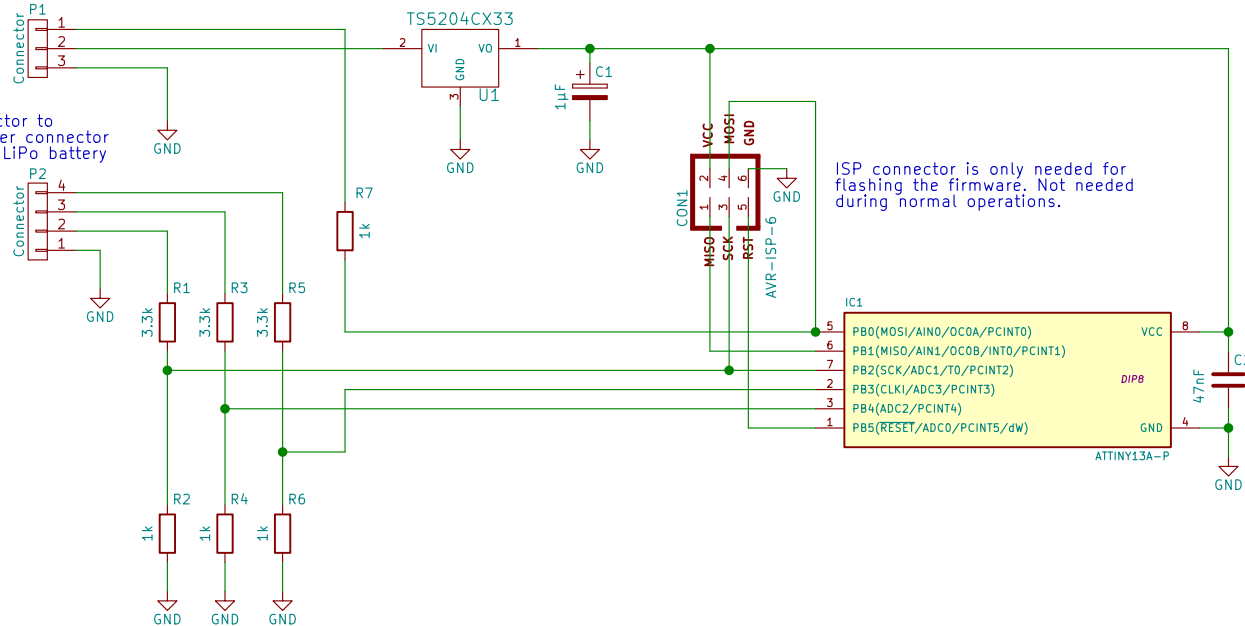 P1
Connector
1
2
3
GND
TS5204CX33
2
VI
VO
1
GND
3
U1
GND
+
C1
1µF
GND
ctor to
er connector
LiPo battery
P2
Connector
4
3
2
1
GND
R7
1k
VCC
MOSI
GND
2
4
6
1
3
5
CON1
GND
MISO
SCK
RST
AVR-ISP-6
ISP connector is only needed for
flashing the firmware. Not needed
during normal operations.
R1
3.3k
R3
3.3k
R5
3.3k
IC1
5
PB0(MOSI/AIN0/OC0A/PCINT0)
6
PB1(MISO/AIN1/OC0B/INT0/PCINT1)
7
PB2(SCK/ADC1/T0/PCINT2)
2
PB3(CLKI/ADC3/PCINT3)
3
PB4(ADC2/PCINT4)
1
PB5(RESET/ADC0/PCINT5/dW)
VCC
8
DIP8
GND
4
ATTINY13A-P
47nF
GND
R2
1k
R4
1k
R6
1k
GND
GND
GND